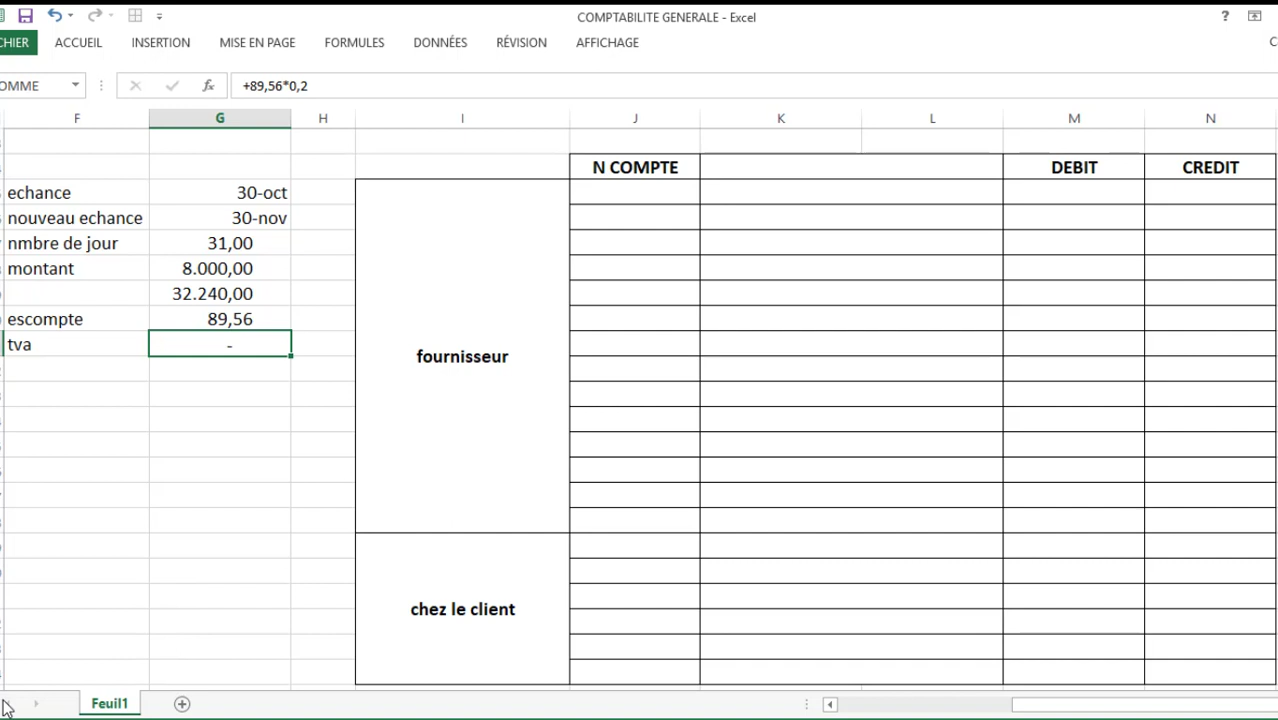 COMPTABILITE GENERALE - Excel
?
CHIER ACCUEIL INSERTION MISE EN PAGE FORMULES DONNÉES RÉVISION AFFICHAGE
OMME fx +89,56*0,2
F G H I J K L M N
N COMPTE DEBIT CREDIT
echance 30-oct
nouveau echance 30-nov
nmbre de jour 31,00
montant 8.000,00
32.240,00
escompte 89,56
tva -
fournisseur
chez le client
Feuil1